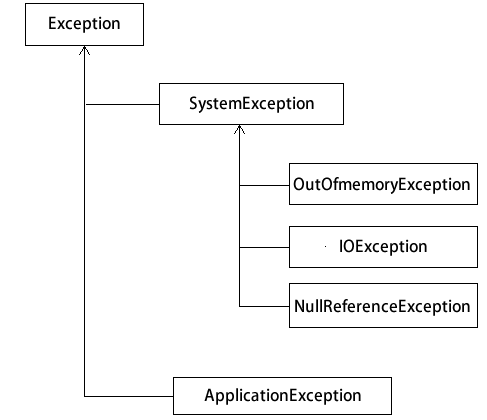 Exception
SystemException
OutOfmemoryException
IOException
NullReferenceException
ApplicationException